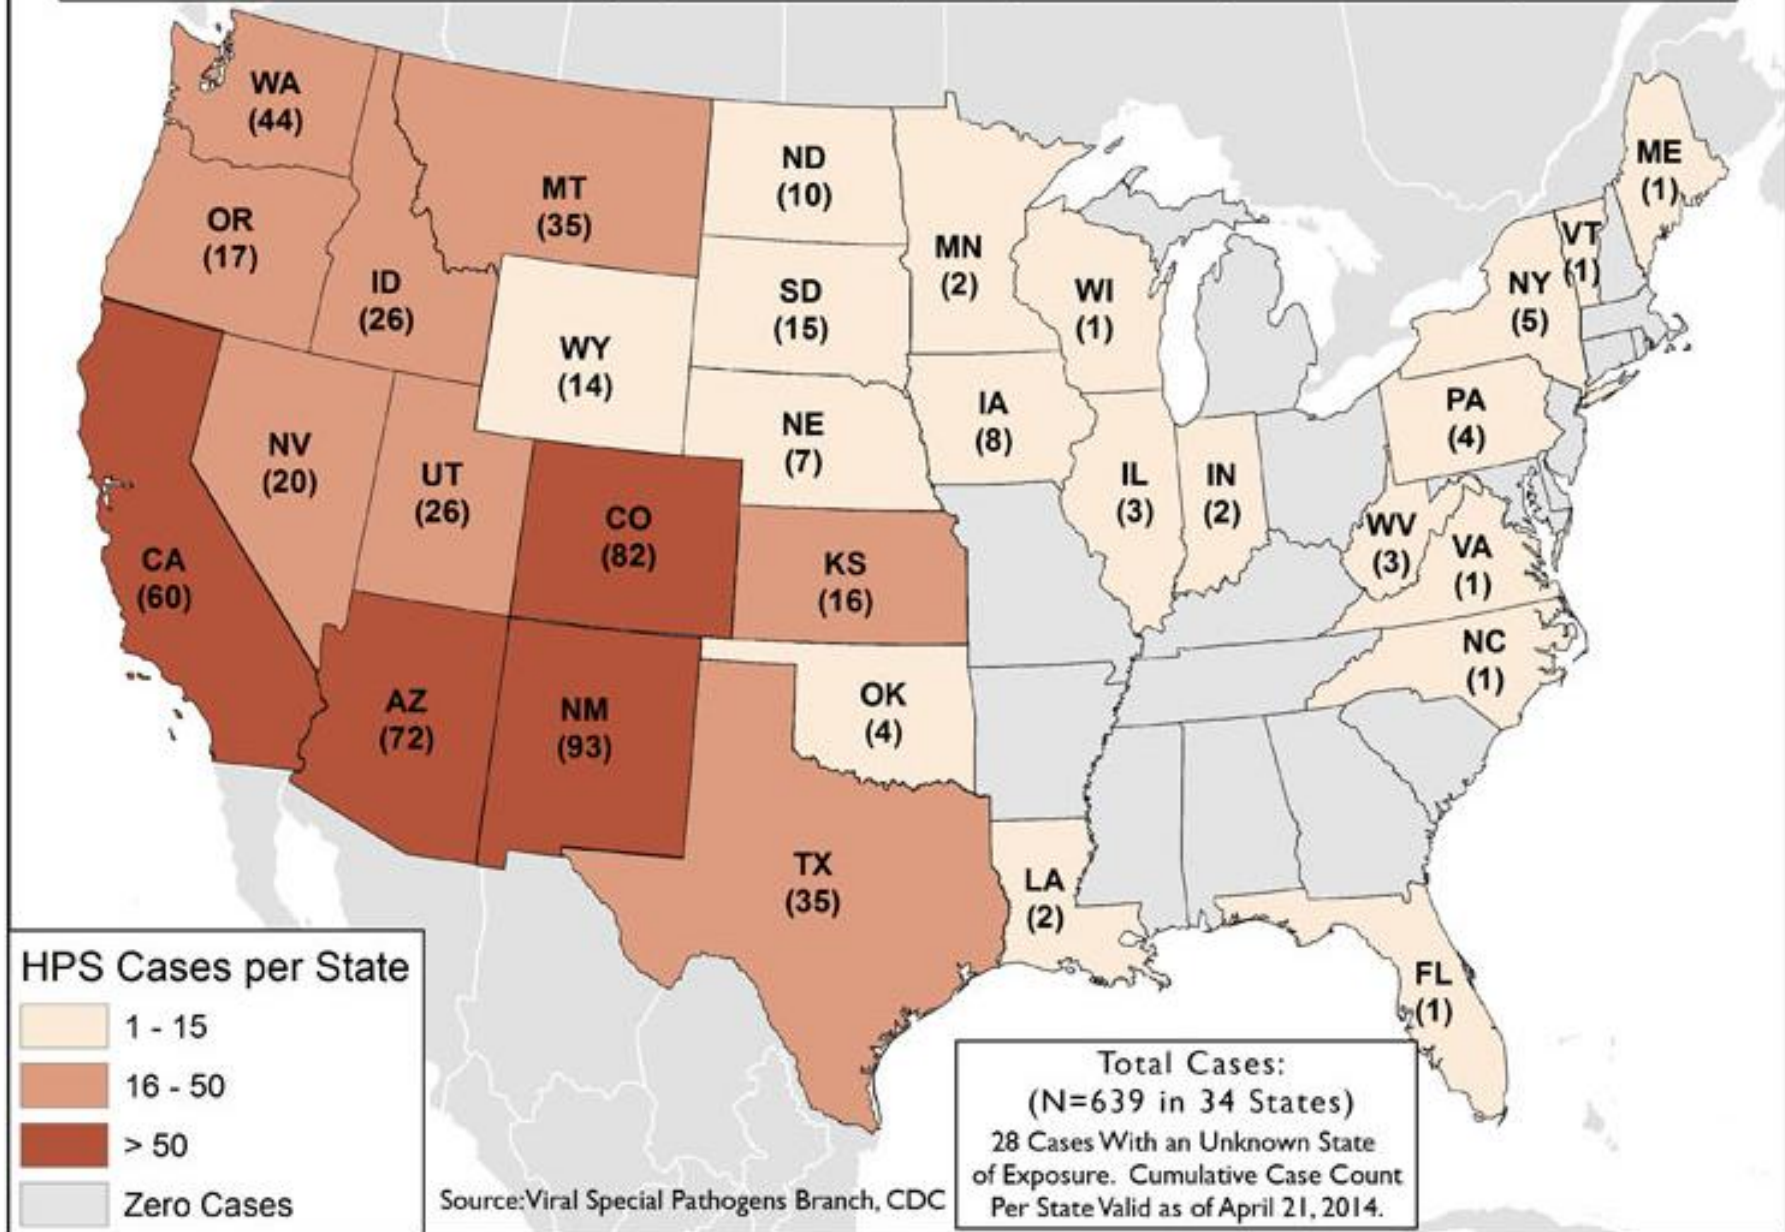 WA
(44)
MT
(35)
ND
(10)
ME
(1)
OR
(17)
ID
(26)
MN
(2)
VT
(1)
NY
(5)
SD
(15)
WI
(1)
WY
(14)
NE
(7)
IA
(8)
PA
(4)
NV
(20)
UT
(26)
CO
(82)
IL
(3)
IN
(2)
WV
(3)
VA
(1)
CA
(60)
KS
(16)
NC
(1)
AZ
(72)
NM
(93)
OK
(4)
TX
(35)
LA
(2)
FL
(1)
HPS Cases per State
1 - 15
16 - 50
> 50
Zero Cases
Source:Viral Special Pathogens Branch, CDC
Total Cases:
(N=639 in 34 States)
28 Cases With an Unknown State
of Exposure. Cumulative Case Count
Per State Valid as of April 21, 2014.